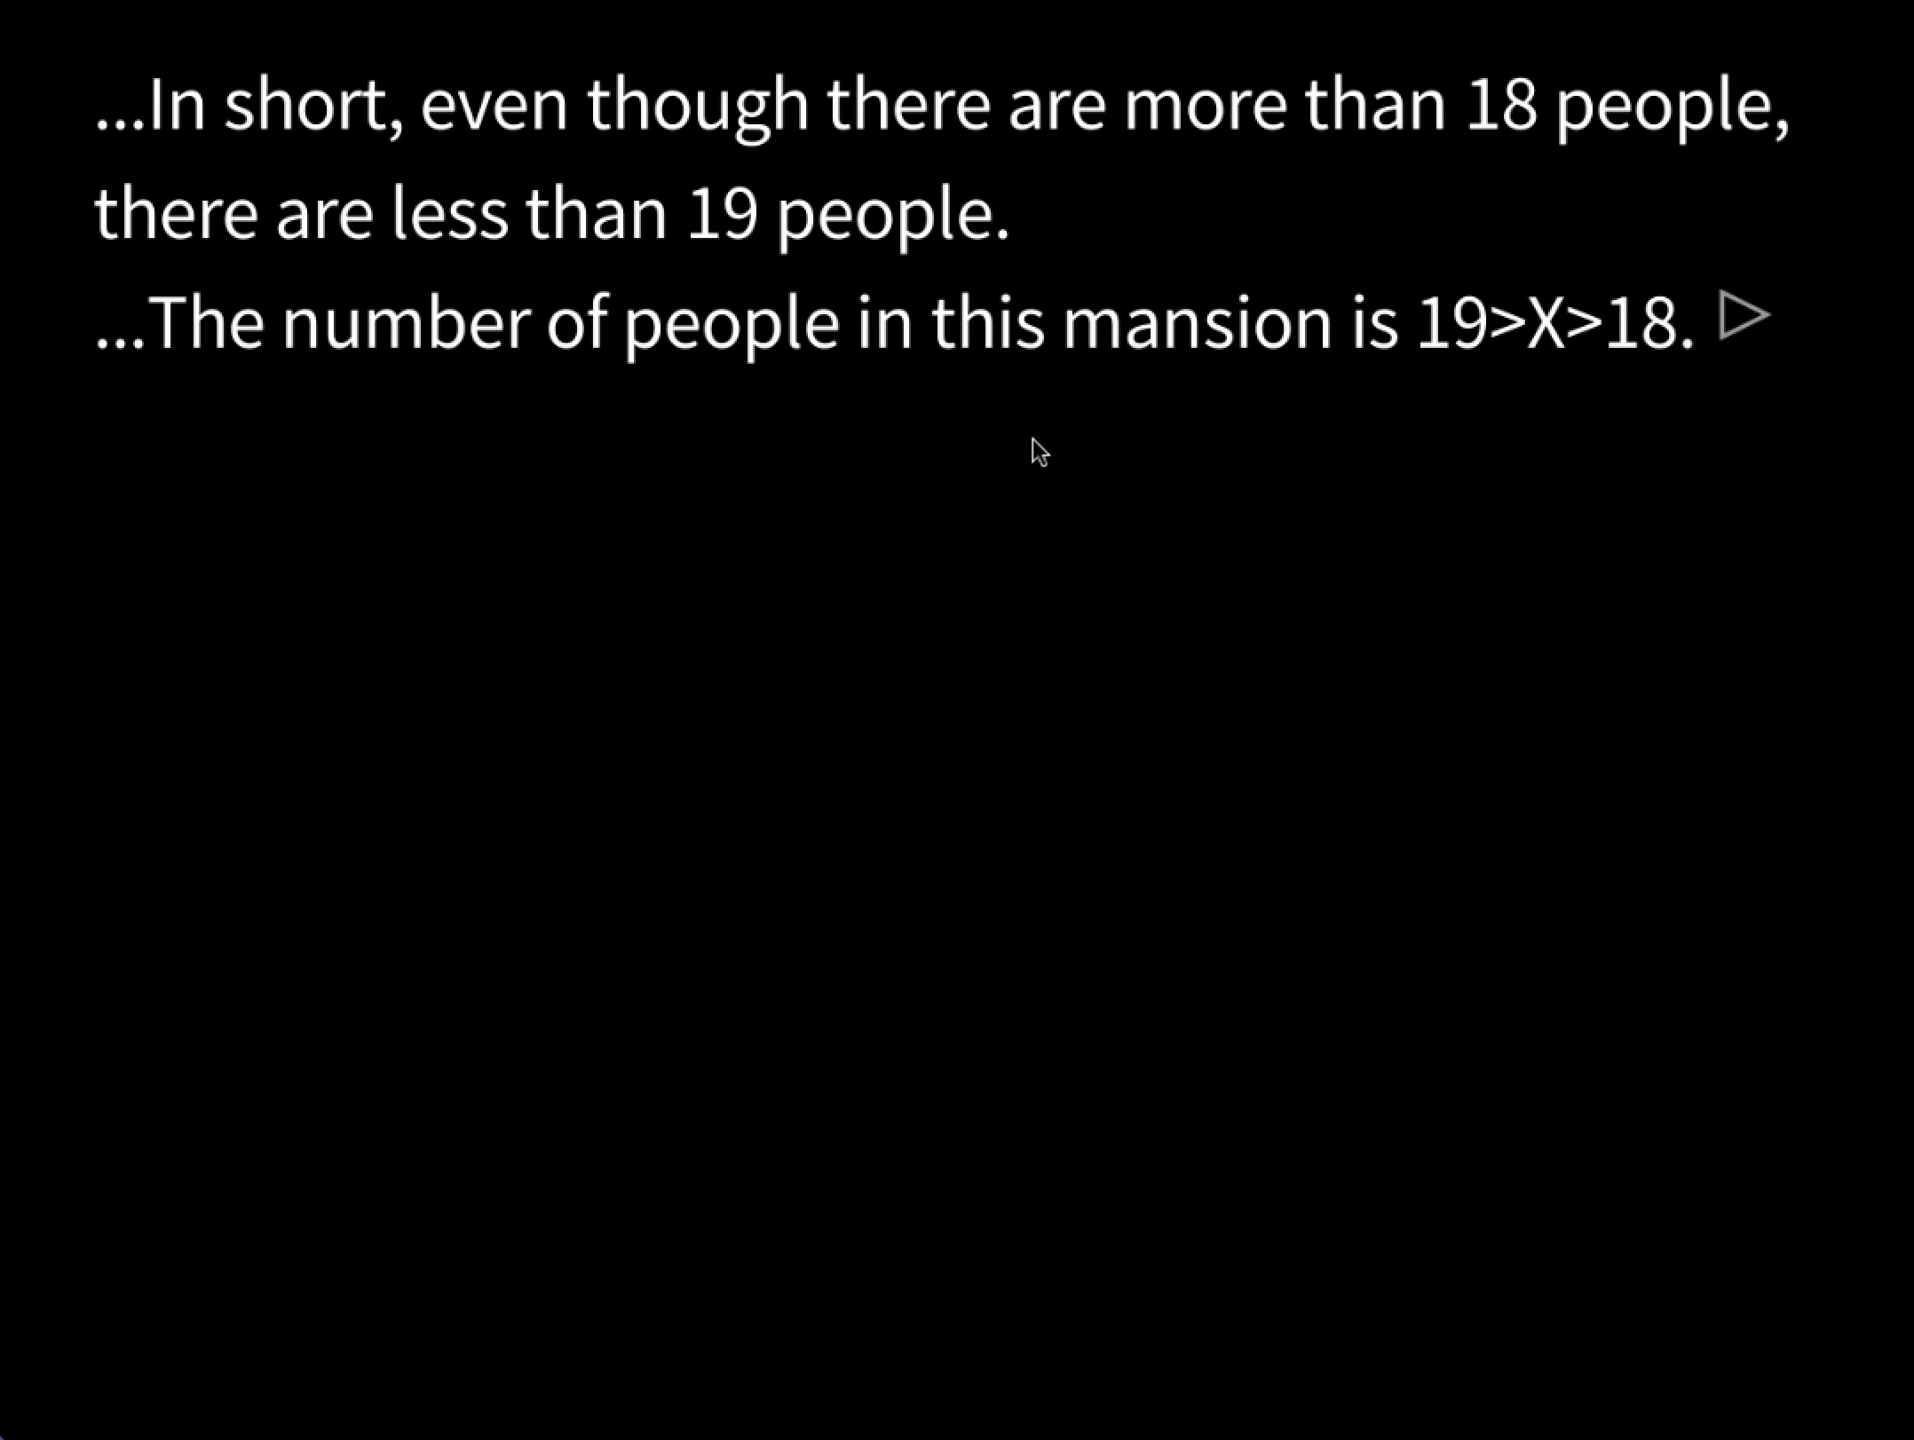 ...In short, even though there are more than 18 people,
there are less than 19 people.
...The number of people in this mansion is 19>X>18.